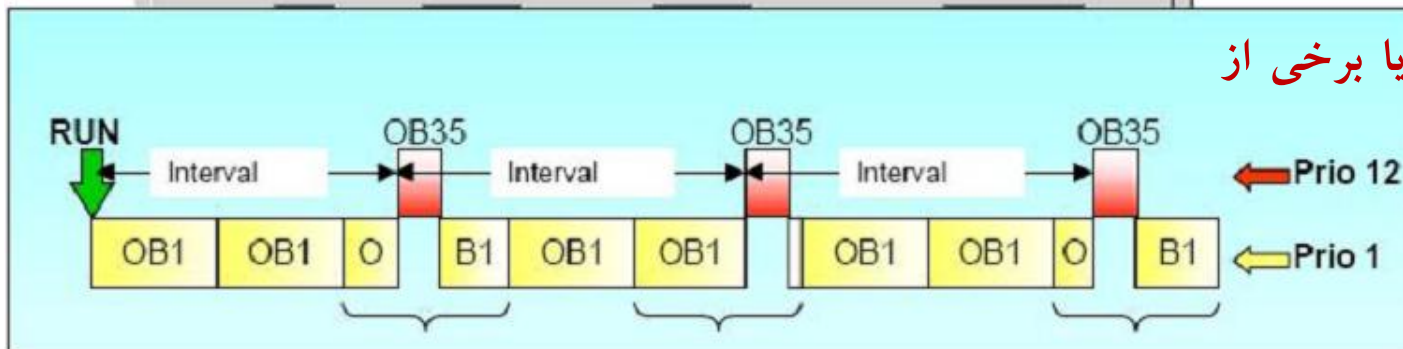 یا برخی از
RUN OB35 OB35 OB35
Interval Interval Interval Prio 12
OB1 OB1 O B1 OB1 OB1 OB1 OB1 O B1 Prio 1